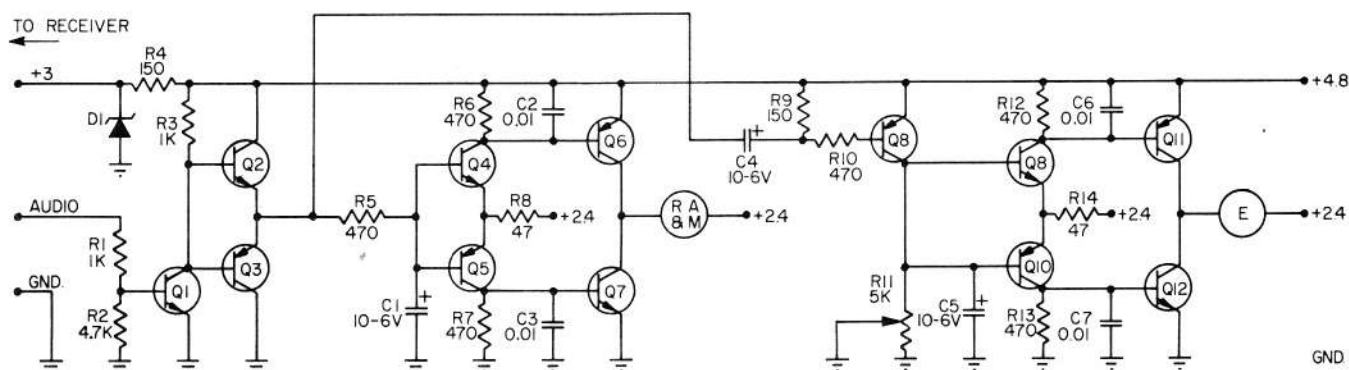 TO RECEIVER
+3
R4
150
D1
R3
1K
Q2
AUDIO
R1
1K
GND.
R2
4.7K
Q1
Q3
R5
470
C1
10-6V
+
R6
470
C2
0.01
Q4
Q6
R8
47
+2.4
Q5
R7
470
C3
0.01
Q7
R A
& M
+2.4
C4
10-6V
+
R9
150
R10
470
Q8
R11
5K
C5
10-6V
+
R12
470
C6
0.01
Q8
Q11
R14
47
+2.4
Q10
R13
470
C7
0.01
Q12
E
+4.8
+2.4
GND